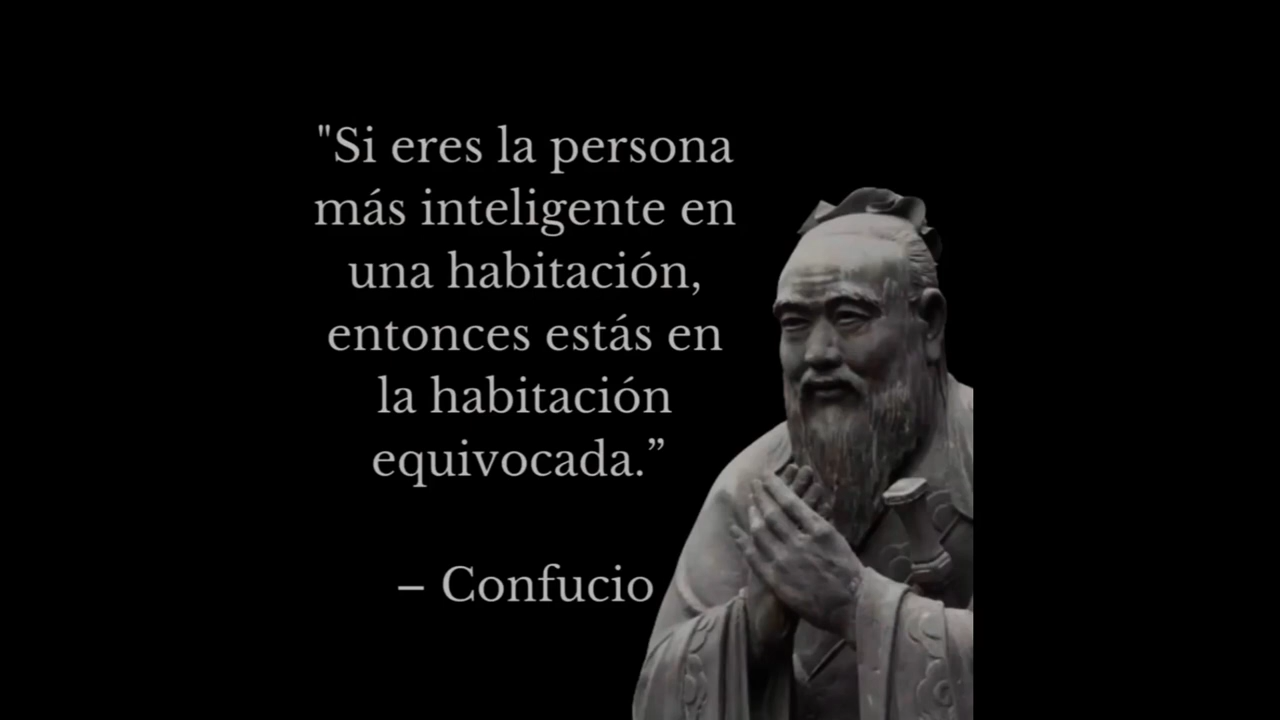 "Si eres la persona
más inteligente en
una habitación,
entonces estás en
la habitación
equivocada.”
– Confucio